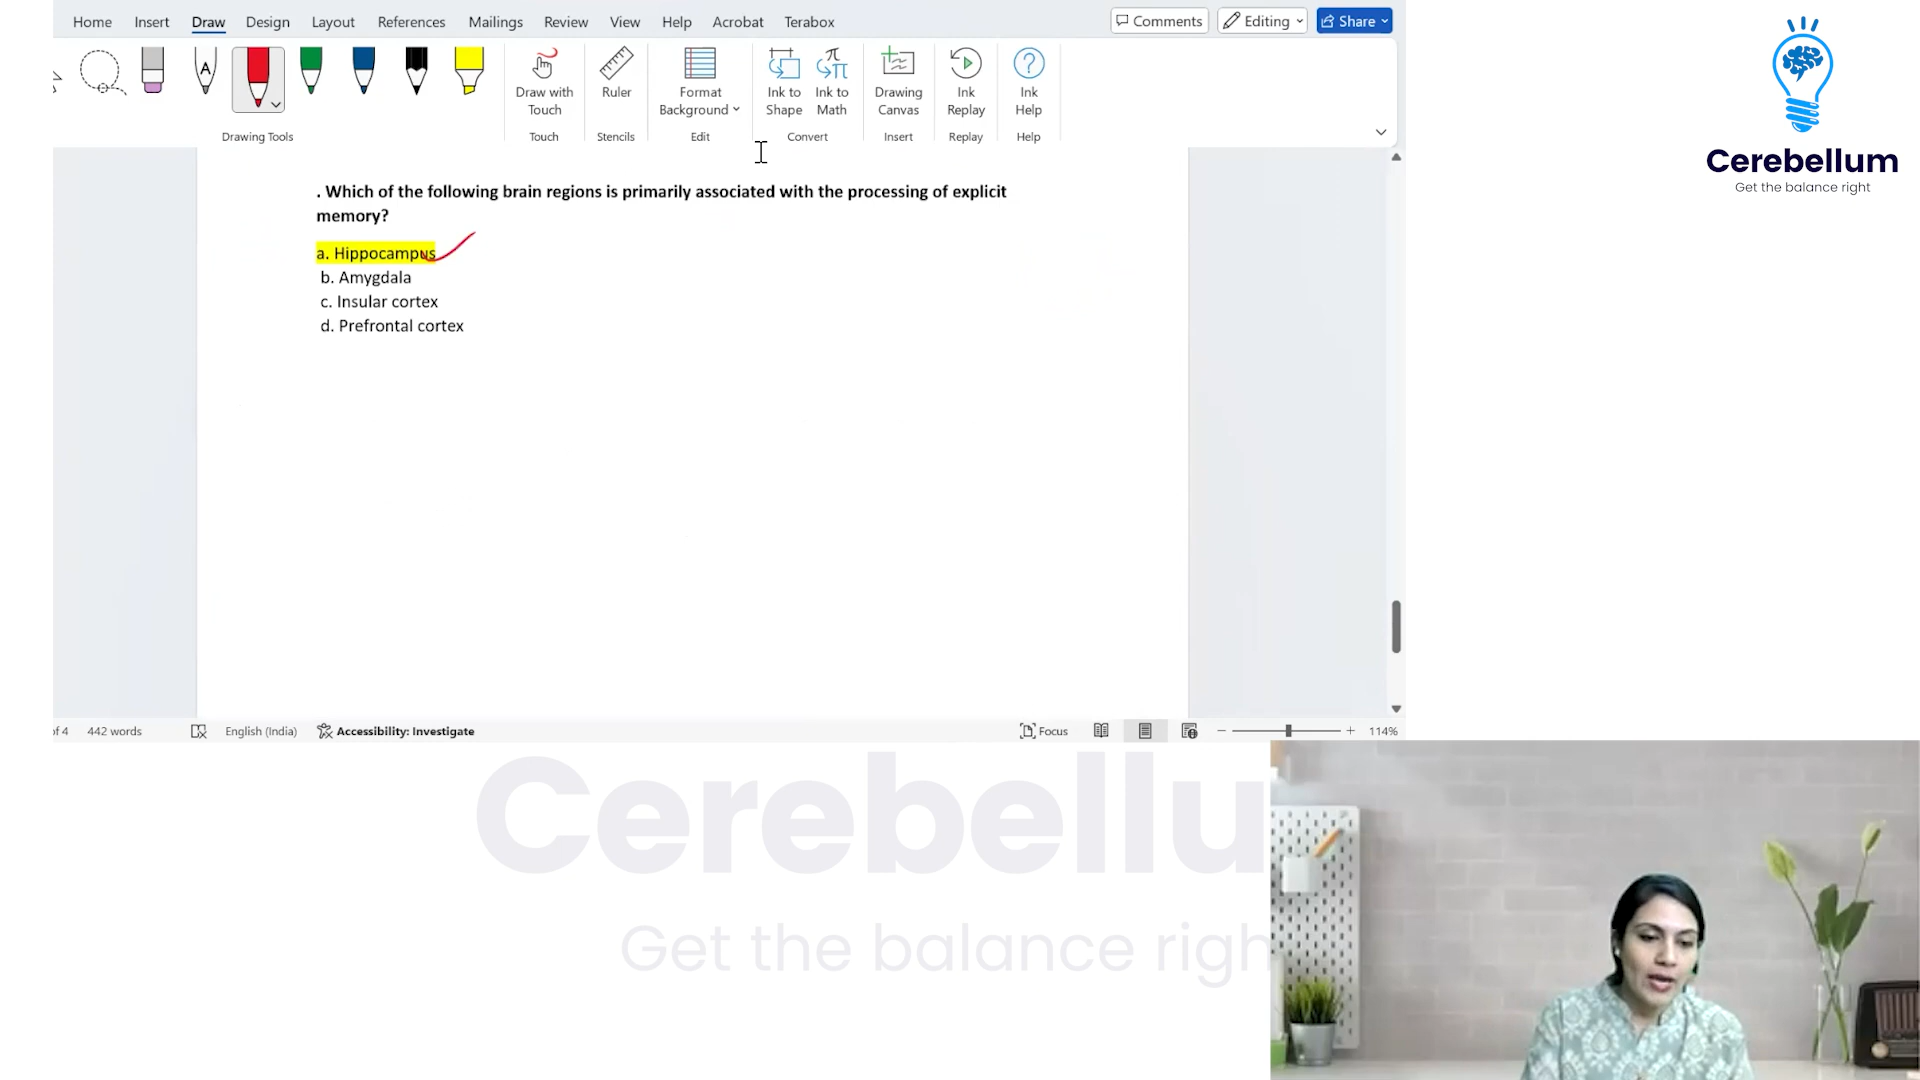 Home Insert Draw Design Layout References Mailings Review View Help Acrobat Terabox
Comments Editing Share
A
Draw with Touch
Ruler
Format Background
Ink to Shape
Ink to Math
Drawing Canvas
Ink Replay
Ink Help
Drawing Tools Touch Stencils Edit Convert Insert Replay Help
Cerebellum
Get the balance right
. Which of the following brain regions is primarily associated with the processing of explicit
memory?
a. Hippocampus
b. Amygdala
c. Insular cortex
d. Prefrontal cortex
of 4 442 words English (India) Accessibility: Investigate Focus 114%
Cerebellu
Get the balance righ